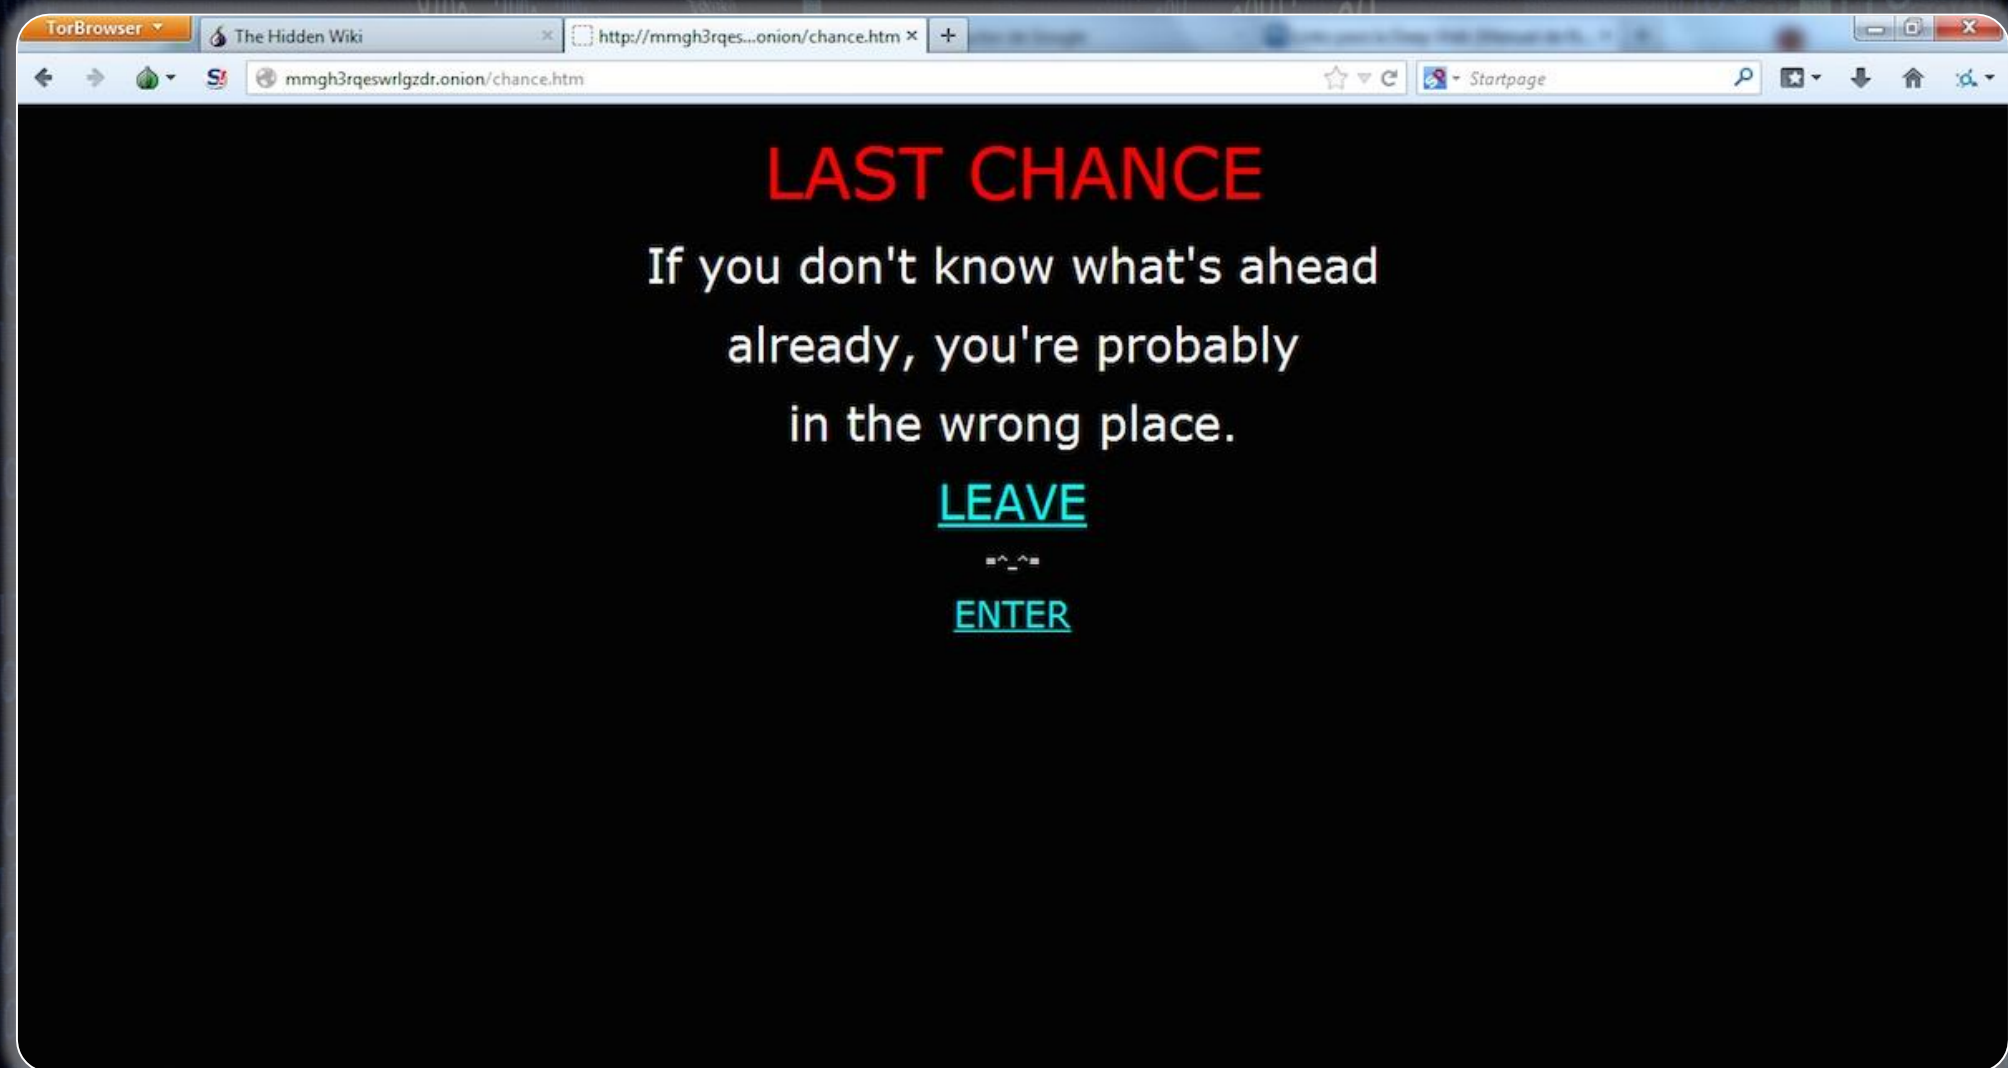 TorBrowser
The Hidden Wiki
http://mmgh3rqes...onion/chance.htm
mmgh3rqeswrlgzdr.onion/chance.htm
Startpage
LAST CHANCE
If you don't know what's ahead
already, you're probably
in the wrong place.
LEAVE
=^_^=
ENTER